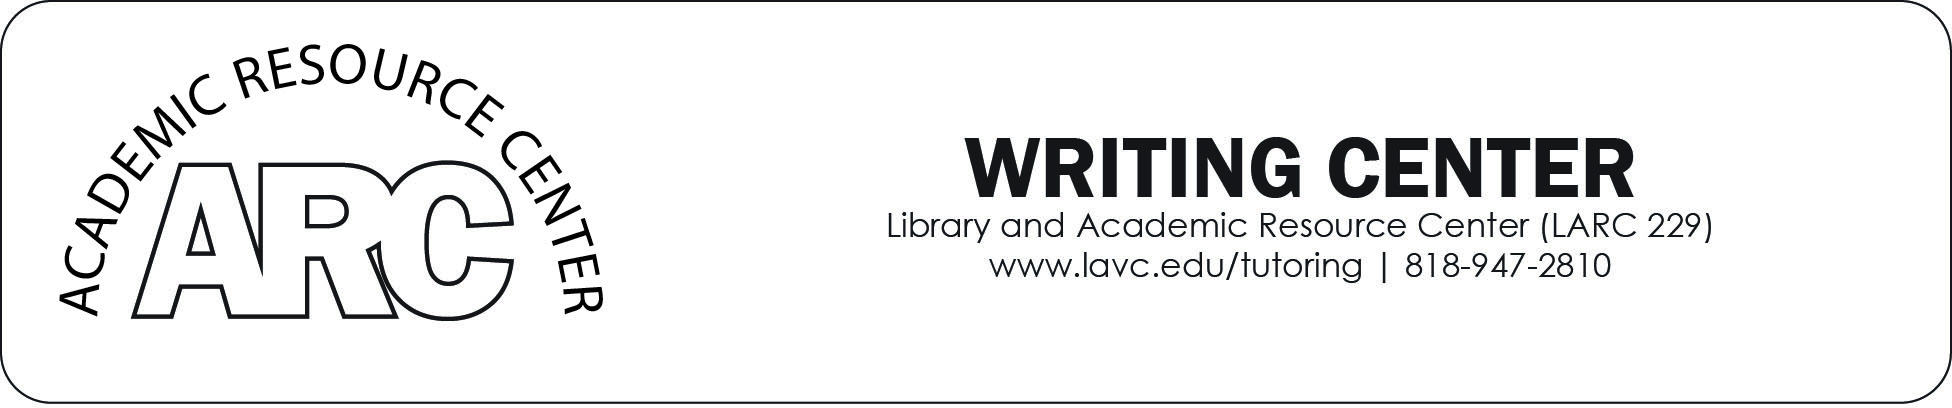 ACADEMIC RESOURCE CENTER
ARC
WRITING CENTER
Library and Academic Resource Center (LARC 229)
www.lavc.edu/tutoring | 818-947-2810